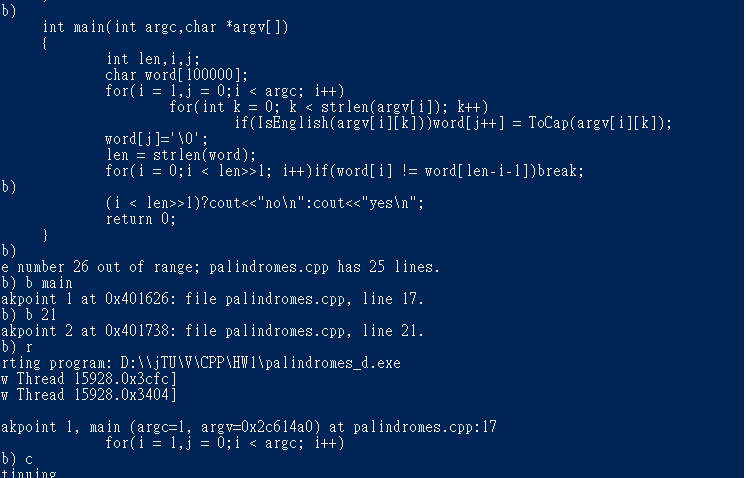 b)
int main(int argc,char *argv[])
{
int len,i,j;
char word[100000];
for(i = 1,j = 0;i < argc; i++)
for(int k = 0; k < strlen(argv[i]); k++)
if(IsEnglish(argv[i][k]))word[j++] = ToCap(argv[i][k]);
word[j]='\0';
len = strlen(word);
for(i = 0;i < len>>1; i++)if(word[i] != word[len-i-1])break;
b)
(i < len>>1)?cout<<"no\n":cout<<"yes\n";
return 0;
}
b)
e number 26 out of range; palindromes.cpp has 25 lines.
b) b main
akpoint 1 at 0x401626: file palindromes.cpp, line 17.
b) b 21
akpoint 2 at 0x401738: file palindromes.cpp, line 21.
b) r
rting program: D:\\jTU\V\CPP\HW1\palindromes_d.exe
w Thread 15928.0x3cfc]
w Thread 15928.0x3404]
akpoint 1, main (argc=1, argv=0x2c614a0) at palindromes.cpp:17
for(i = 1,j = 0;i < argc; i++)
b) c
tinuing